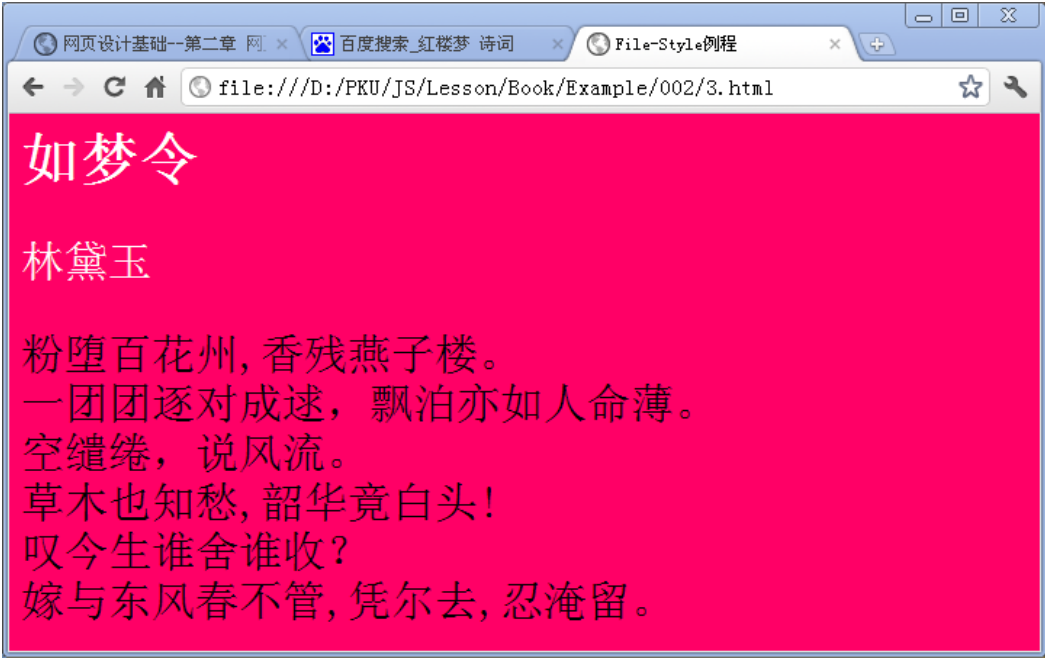 网页设计基础--第二章 网
百度搜索_红楼梦 诗词
File-Style例程
file:///D:/PKU/JS/Lesson/Book/Example/002/3.html
如梦令
林黛玉
粉堕百花州,香残燕子楼。
一团团逐对成逑，飘泊亦如人命薄。
空缱绻，说风流。
草木也知愁,韶华竟白头!
叹今生谁舍谁收？
嫁与东风春不管,凭尔去,忍淹留。